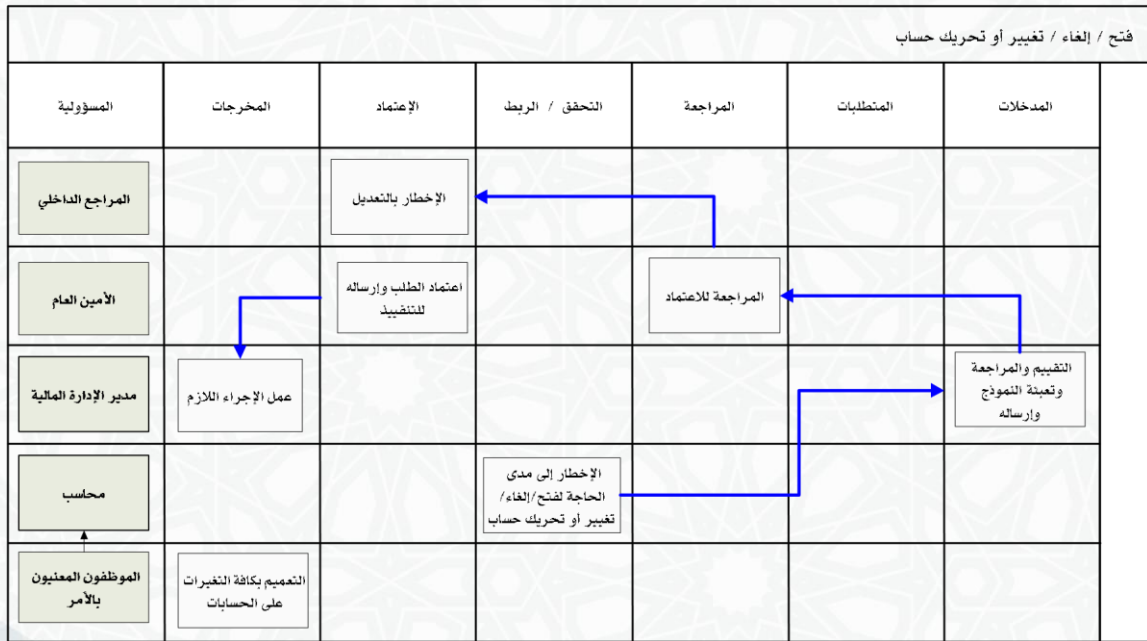 فتح / إلغاء / تغيير أو تحريك حساب
المدخلات
المتطلبات
المراجعة
التحقق / الربط
الإعتماد
المخرجات
المسؤولية
الإخطار بالتعديل
المراجع الداخلي
المراجعة للاعتماد
اعتماد الطلب وإرساله
للتنفييذ
الأمين العام
التقييم والمراجعة
وتعبئة النموذج
وإرساله
عمل الإجراء اللازم
مدير الإدارة المالية
الإخطار إلى مدى
الحاجة لفتح/إلغاء/
تغيير أو تحريك حساب
محاسب
التعميم بكافة التغيرات
على الحسابات
الموظفون المعنيون
بالأمر